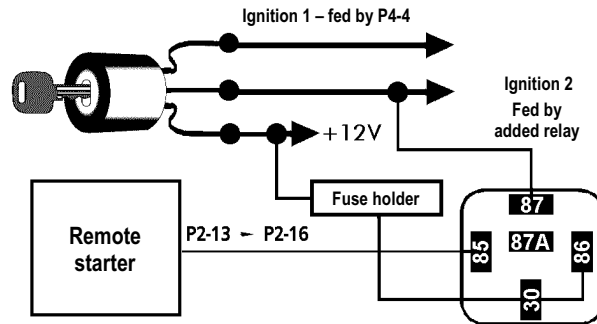 Ignition 1 – fed by P4-4
Ignition 2
Fed by
added relay
+12V
Fuse holder
Remote
starter
P2-13 - P2-16
87
87A
85
86
30